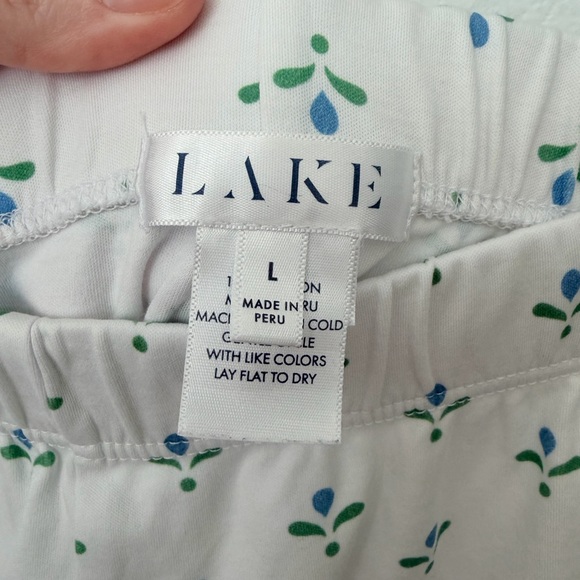 LAKE
L
MADE IN
PERU
COLD
WITH LIKE COLORS
LAY FLAT TO DRY